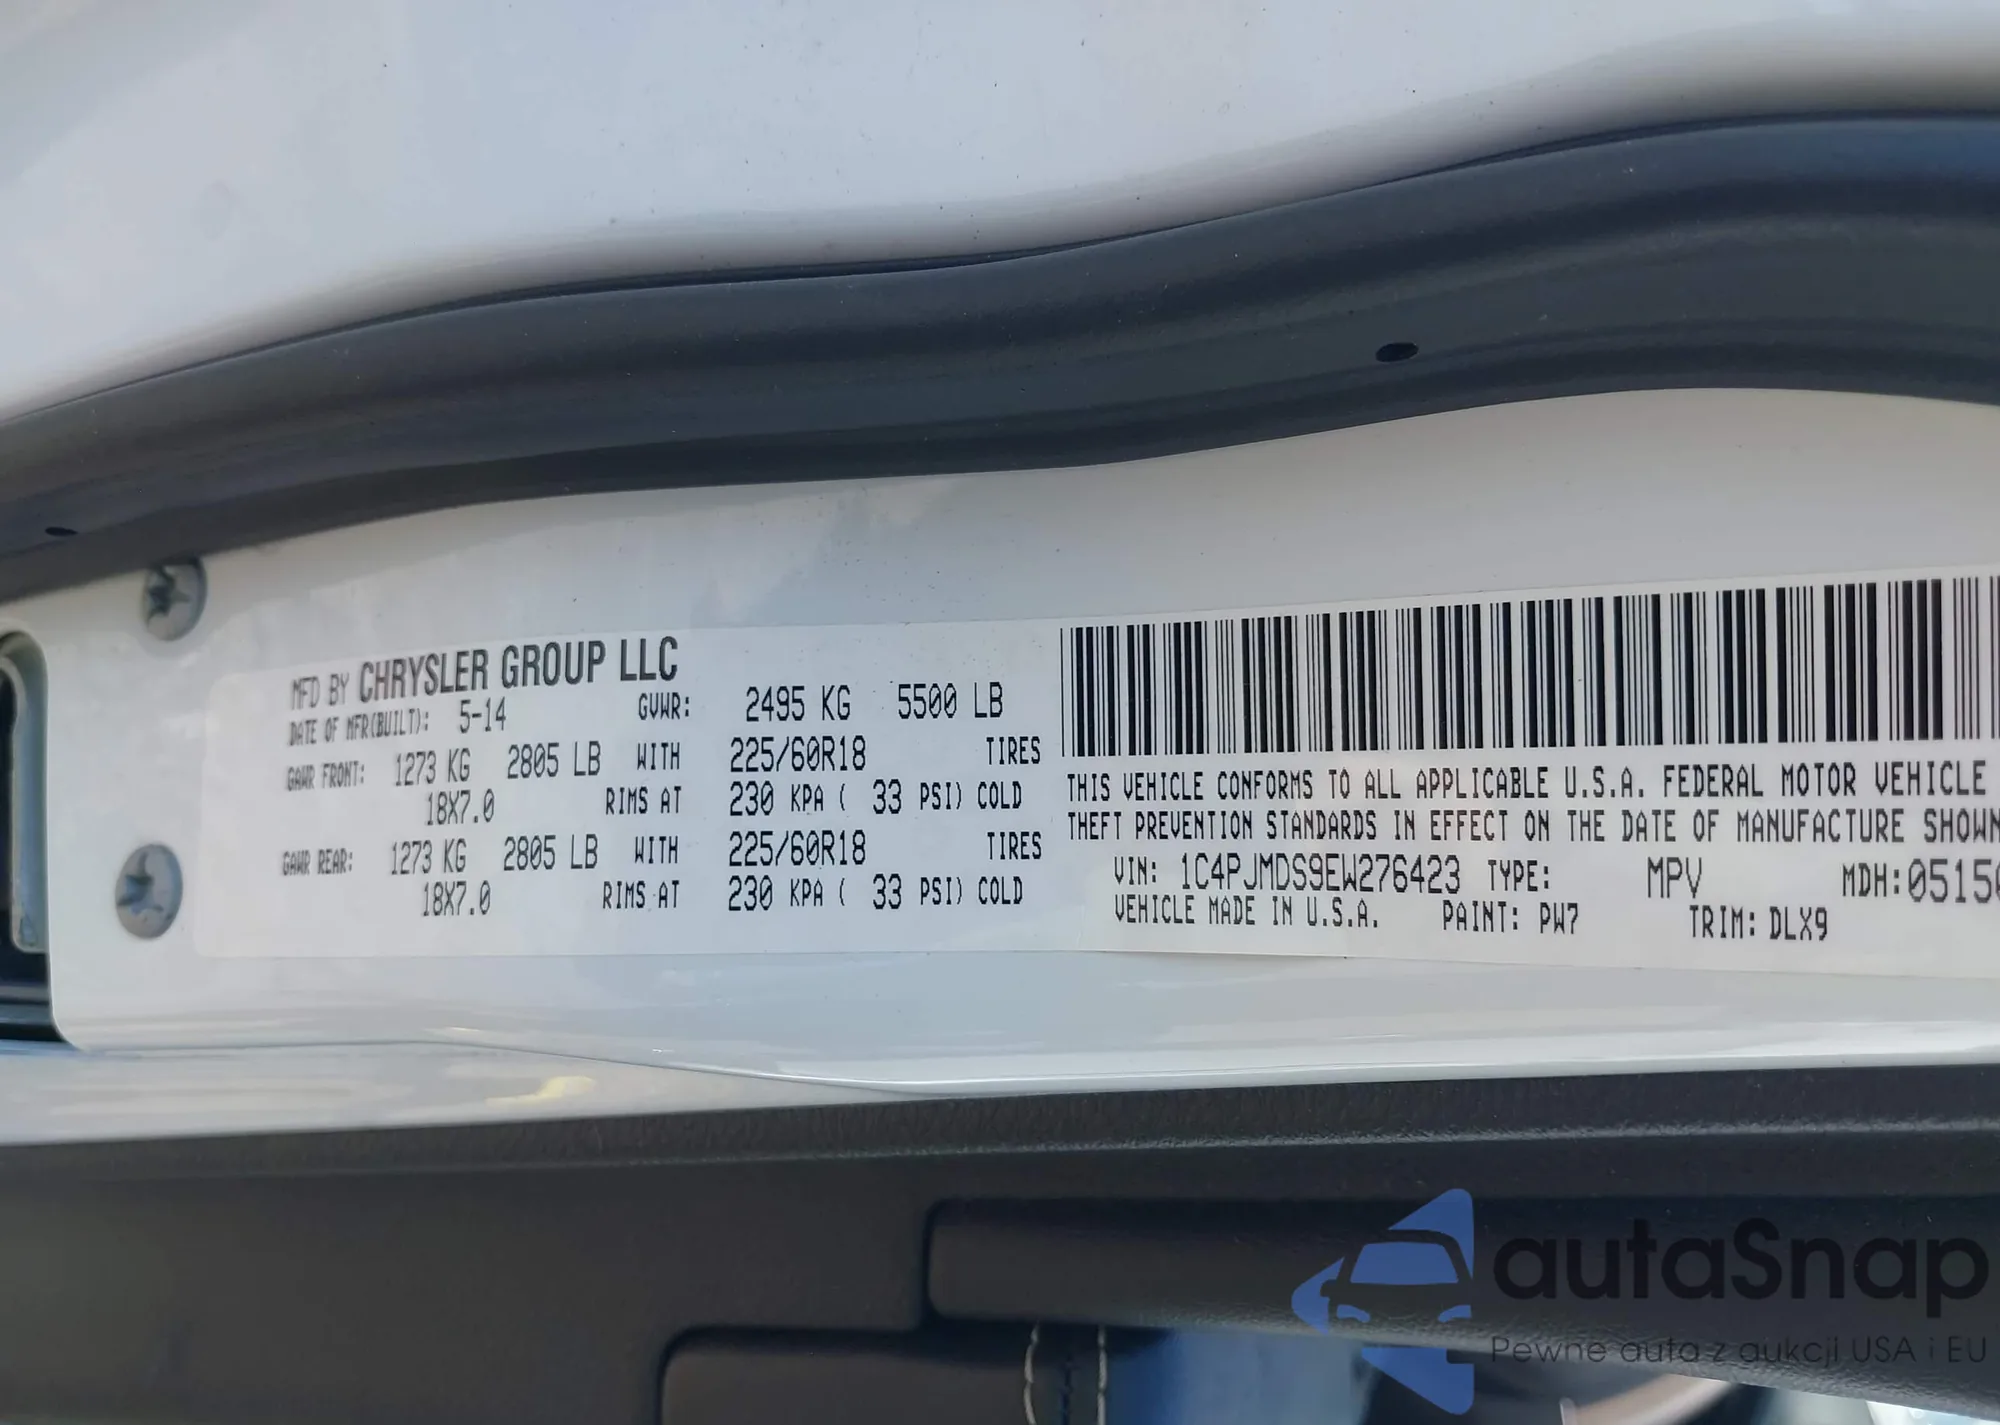 MFD BY CHRYSLER GROUP LLC
DATE OF MFR(BUILT): 5-14 GVWR: 2495 KG 5500 LB
GAWR FRONT: 1273 KG 2805 LB WITH 225/60R18 TIRES
18X7.0 RIMS AT 230 KPA ( 33 PSI) COLD
GAWR REAR: 1273 KG 2805 LB WITH 225/60R18 TIRES
18X7.0 RIMS AT 230 KPA ( 33 PSI) COLD
THIS VEHICLE CONFORMS TO ALL APPLICABLE U.S.A. FEDERAL MOTOR VEHICLE
THEFT PREVENTION STANDARDS IN EFFECT ON THE DATE OF MANUFACTURE SHOWN
VIN: 1C4PJMDS9EW276423 TYPE: MPV MDH:0515
VEHICLE MADE IN U.S.A. PAINT: PW7 TRIM: DLX9
autaSnap
Pewne auta z aukcji USA i EU